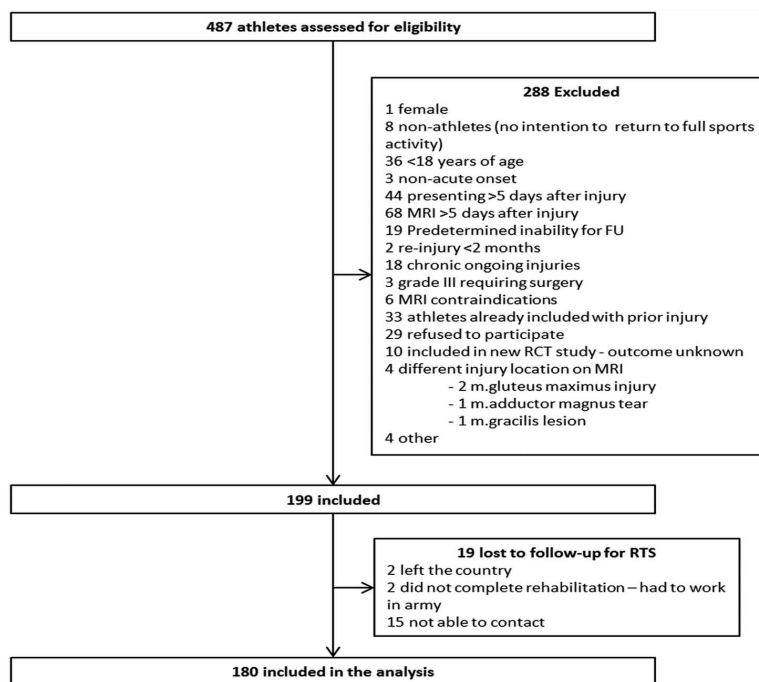 487 athletes assessed for eligibility
288 Excluded
1 female
8 non-athletes (no intention to return to full sports
activity)
36 <18 years of age
3 non-acute onset
44 presenting >5 days after injury
68 MRI >5 days after injury
19 Predetermined inability for FU
2 re-injury <2 months
18 chronic ongoing injuries
3 grade III requiring surgery
6 MRI contraindications
33 athletes already included with prior injury
29 refused to participate
10 included in new RCT study - outcome unknown
4 different injury location on MRI
- 2 m.gluteus maximus injury
- 1 m.adductor magnus tear
- 1 m.gracilis lesion
4 other
199 included
19 lost to follow-up for RTS
2 left the country
2 did not complete rehabilitation – had to work
in army
15 not able to contact
180 included in the analysis